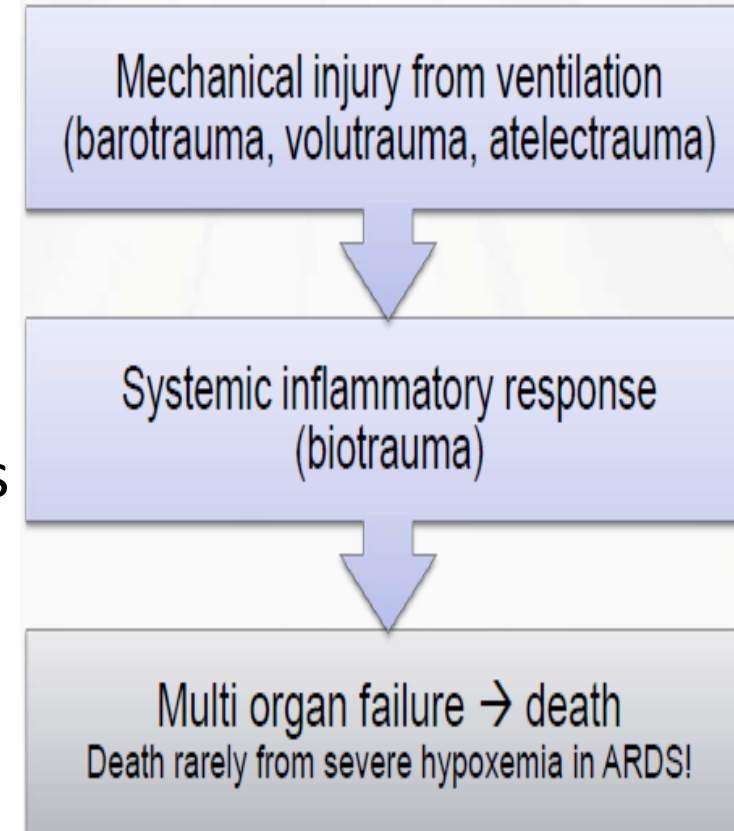 Mechanical injury from ventilation
(barotrauma, volutrauma, atelectrauma)
Systemic inflammatory response
(biotrauma)
s
Multi organ failure → death
Death rarely from severe hypoxemia in ARDS!